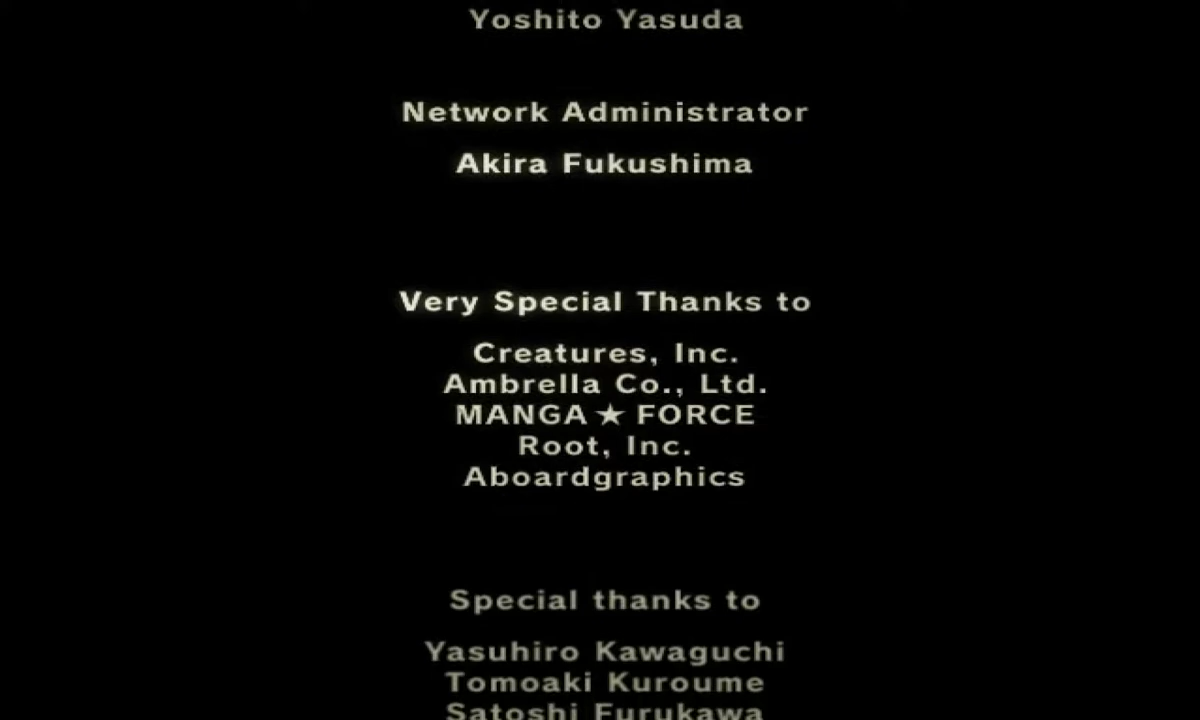 Yoshito Yasuda
Network Administrator
Akira Fukushima
Very Special Thanks to
Creatures, Inc.
Ambrella Co., Ltd.
MANGA ★ FORCE
Root, Inc.
Aboardgraphics
Special thanks to
Yasuhiro Kawaguchi
Tomoaki Kuroume
Satoshi Furukawa